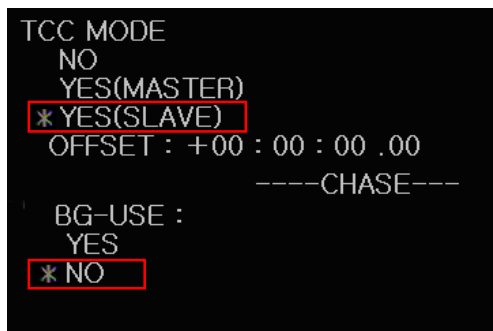 TCC MODE
NO
YES(MASTER)
* YES(SLAVE)
OFFSET : +00 : 00 : 00 .00
----CHASE---
BG-USE :
YES
* NO